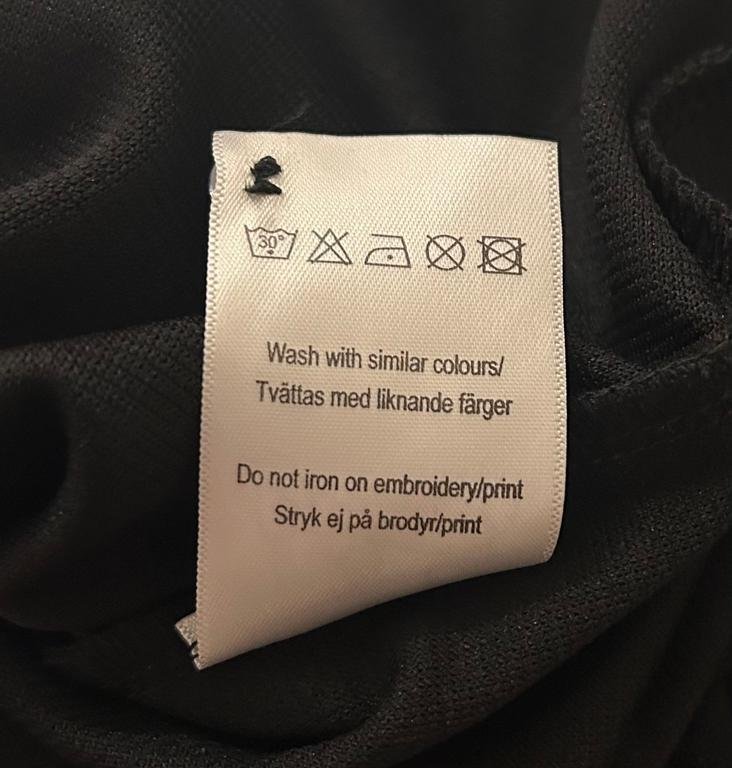 30°
Wash with similar colours/
Tvättas med liknande färger
Do not iron on embroidery/print
Stryk ej på brodyr/print